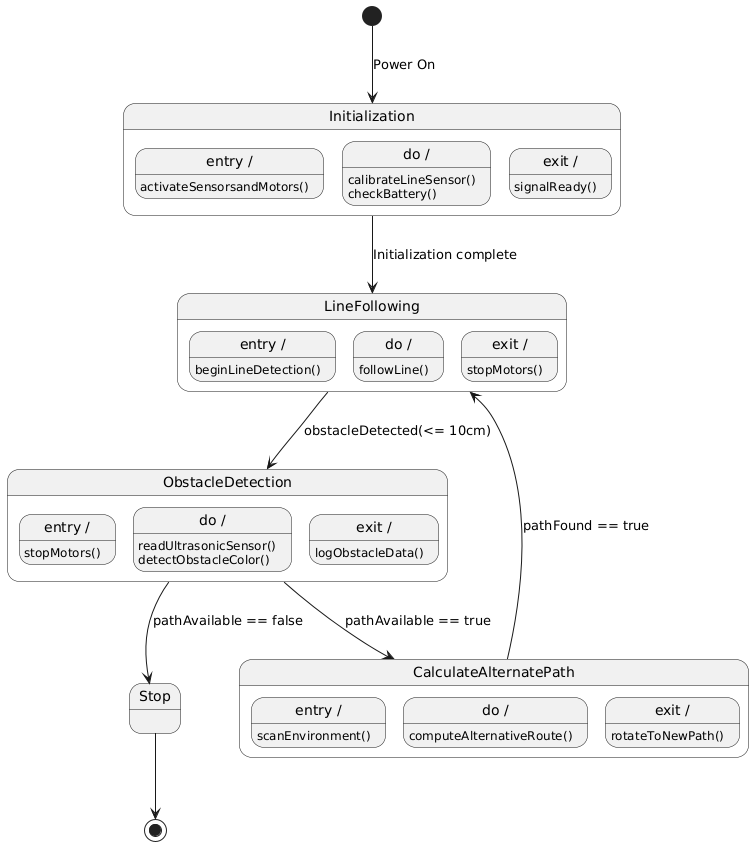 Power On
Initialization
entry /
activateSensorsandMotors()
do /
calibrateLineSensor()
checkBattery()
exit /
signalReady()
Initialization complete
LineFollowing
entry /
beginLineDetection()
do /
followLine()
exit /
stopMotors()
obstacleDetected(<= 10cm)
ObstacleDetection
entry /
stopMotors()
do /
readUltrasonicSensor()
detectObstacleColor()
exit /
logObstacleData()
pathFound == true
pathAvailable == false
pathAvailable == true
Stop
CalculateAlternatePath
entry /
scanEnvironment()
do /
computeAlternativeRoute()
exit /
rotateToNewPath()